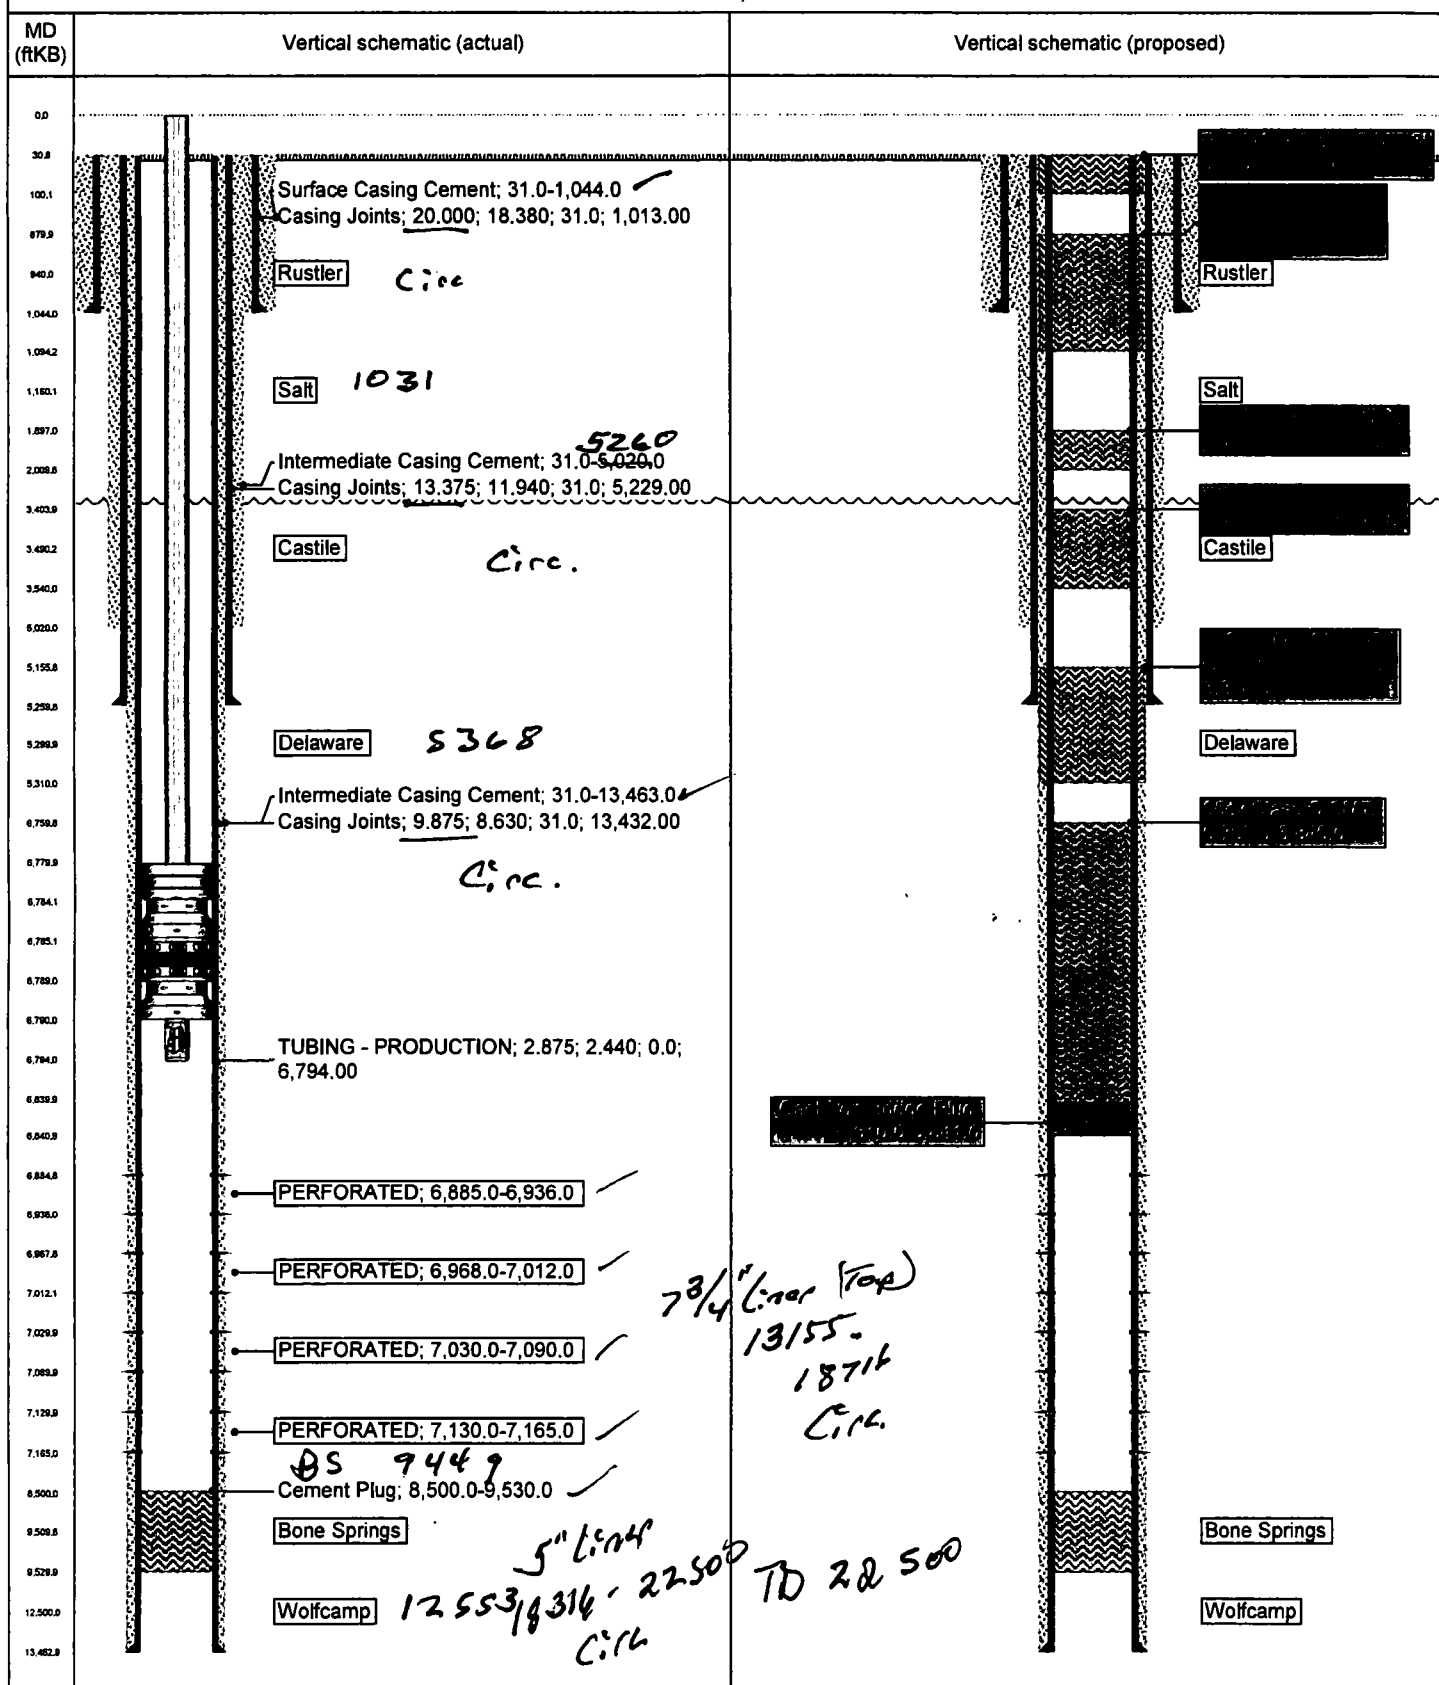 MD
(ftKB)
Vertical schematic (actual)
Vertical schematic (proposed)
0.0
30.8
100.1
879.9
940.0
1,044.0
1,094.2
1,160.1
1,897.0
2,009.8
3,403.9
3,490.2
3,540.0
5,020.0
5,155.8
5,259.8
5,299.9
5,310.0
6,759.8
6,779.9
6,784.1
6,785.1
6,789.0
6,790.0
6,794.0
6,839.9
6,840.9
6,884.8
6,936.0
6,967.8
7,012.1
7,029.9
7,089.9
7,129.9
7,165.0
8,500.0
9,509.8
9,529.9
12,500.0
13,462.9
Surface Casing Cement; 31.0-1,044.0
Casing Joints; 20.000; 18.380; 31.0; 1,013.00
Rustler
Circ
Salt 1031
5260
Intermediate Casing Cement; 31.0-5,020.0
Casing Joints; 13.375; 11.940; 31.0; 5,229.00
Castile
Circ.
Delaware 5368
Intermediate Casing Cement; 31.0-13,463.0
Casing Joints; 9.875; 8.630; 31.0; 13,432.00
Circ.
TUBING - PRODUCTION; 2.875; 2.440; 0.0;
6,794.00
PERFORATED; 6,885.0-6,936.0
PERFORATED; 6,968.0-7,012.0
PERFORATED; 7,030.0-7,090.0
PERFORATED; 7,130.0-7,165.0
BS 9449
Cement Plug; 8,500.0-9,530.0
Bone Springs
5" Liner
Wolfcamp 12553
18316 - 22500
Circ
7 3/4" Liner (Top)
13155.
18716
Circ.
TD 22500
Rustler
Salt
Castile
Delaware
Bone Springs
Wolfcamp